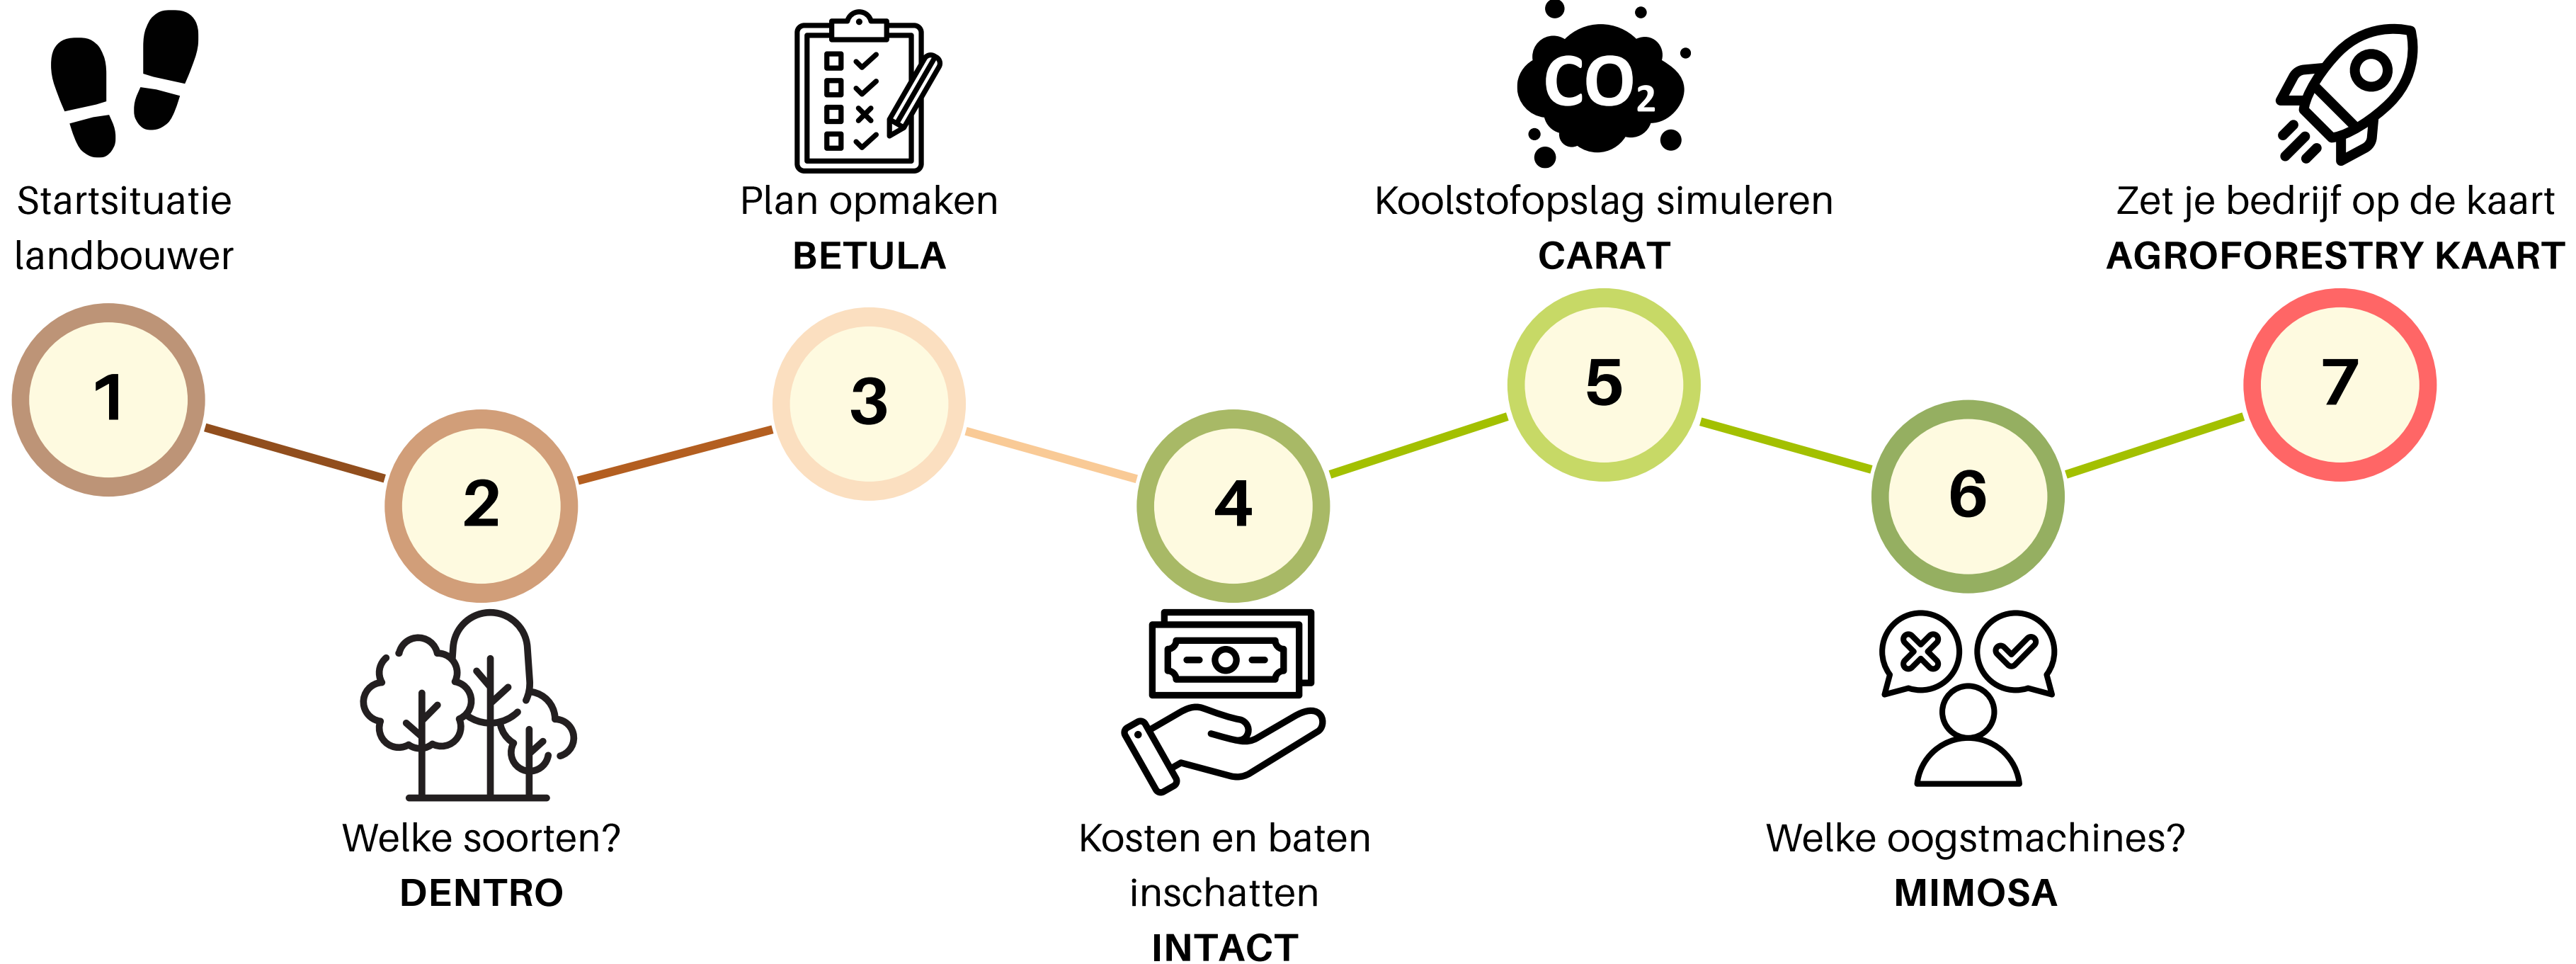 Startsituatie
landbouwer
1
2
Welke soorten?
DENTRO
Plan opmaken
BETULA
3
4
Kosten en baten
inschatten
INTACT
CO₂
Koolstofopslag simuleren
CARAT
5
6
Welke oogstmachines?
MIMOSA
Zet je bedrijf op de kaart
AGROFORESTRY KAART
7